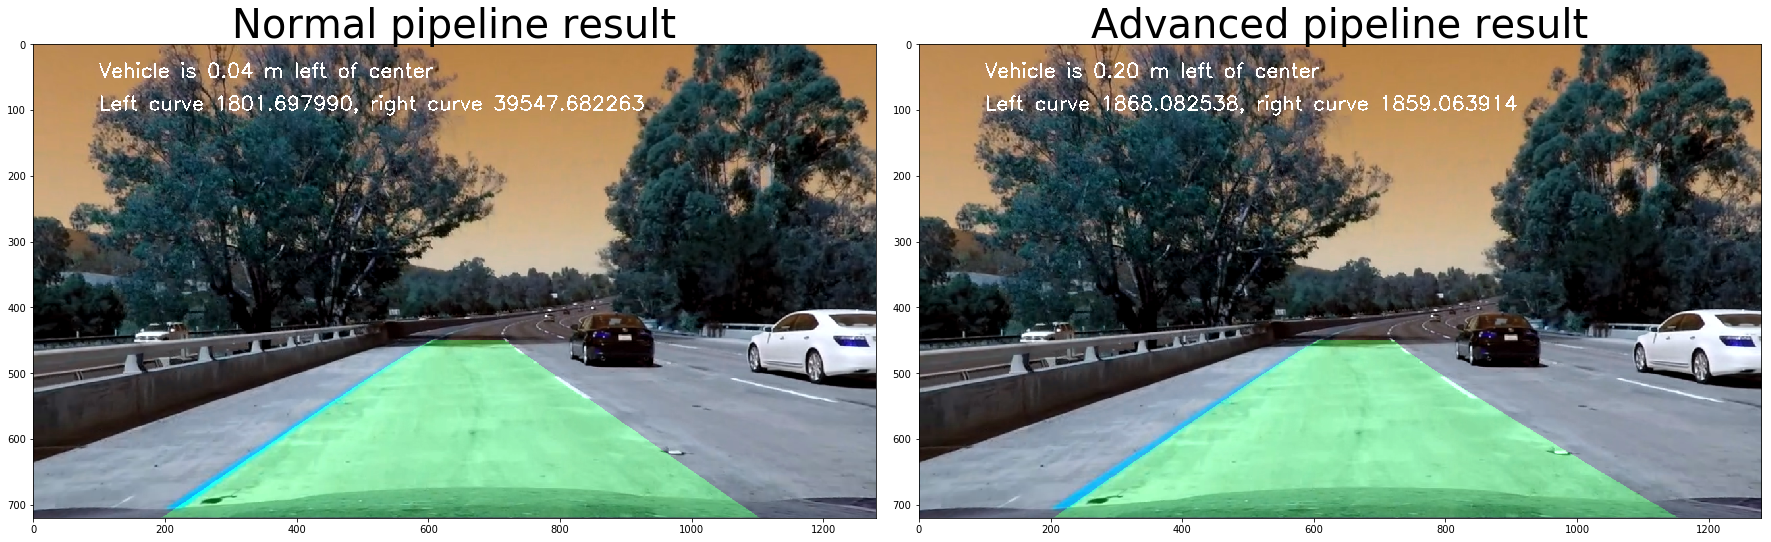 Normal pipeline result
Vehicle is 0.04 m left of center
Left curve 1801.697990, right curve 39547.682263
0
100
200
300
400
500
600
700
0 200 400 600 800 1000 1200
Advanced pipeline result
Vehicle is 0.20 m left of center
Left curve 1868.082538, right curve 1859.063914
0
100
200
300
400
500
600
700
0 200 400 600 800 1000 1200